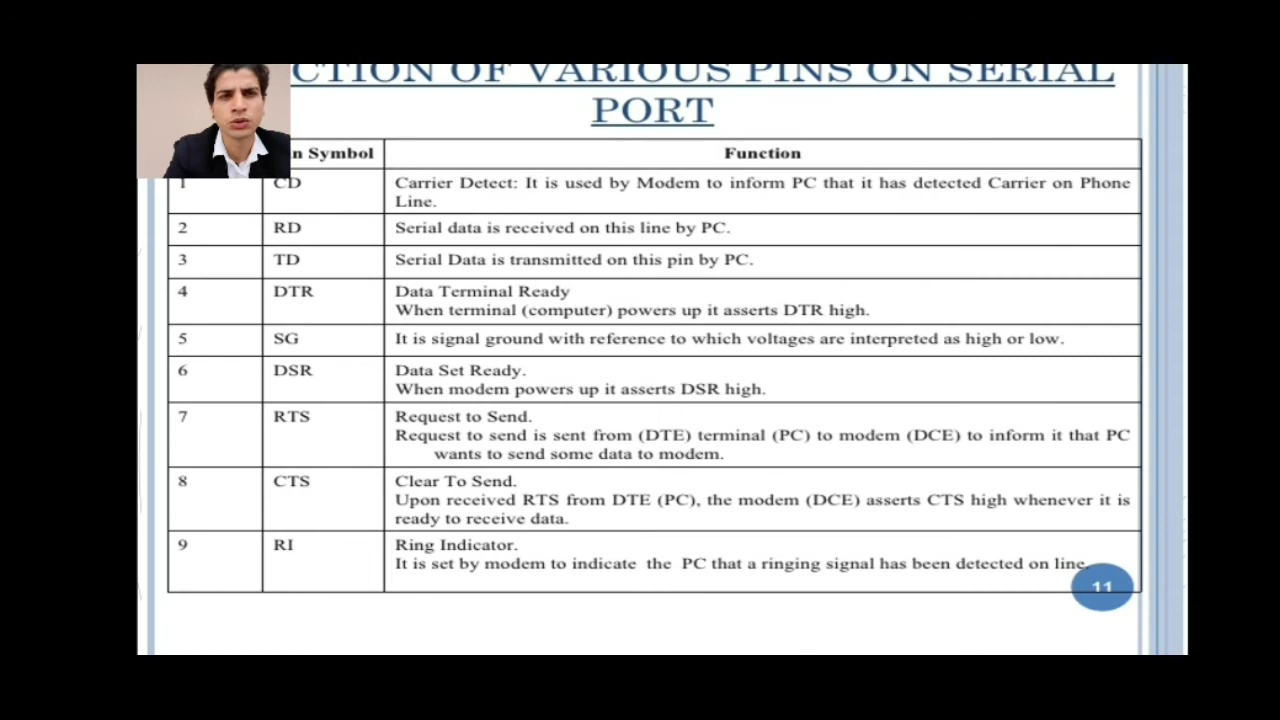 CTION OF VARIOUS PINS ON SERIAL
PORT
n Symbol Function
1 CD Carrier Detect: It is used by Modem to inform PC that it has detected Carrier on Phone
Line.
2 RD Serial data is received on this line by PC.
3 TD Serial Data is transmitted on this pin by PC.
4 DTR Data Terminal Ready
When terminal (computer) powers up it asserts DTR high.
5 SG It is signal ground with reference to which voltages are interpreted as high or low.
6 DSR Data Set Ready.
When modem powers up it asserts DSR high.
7 RTS Request to Send.
Request to send is sent from (DTE) terminal (PC) to modem (DCE) to inform it that PC
wants to send some data to modem.
8 CTS Clear To Send.
Upon received RTS from DTE (PC), the modem (DCE) asserts CTS high whenever it is
ready to receive data.
9 RI Ring Indicator.
It is set by modem to indicate the PC that a ringing signal has been detected on line.
11